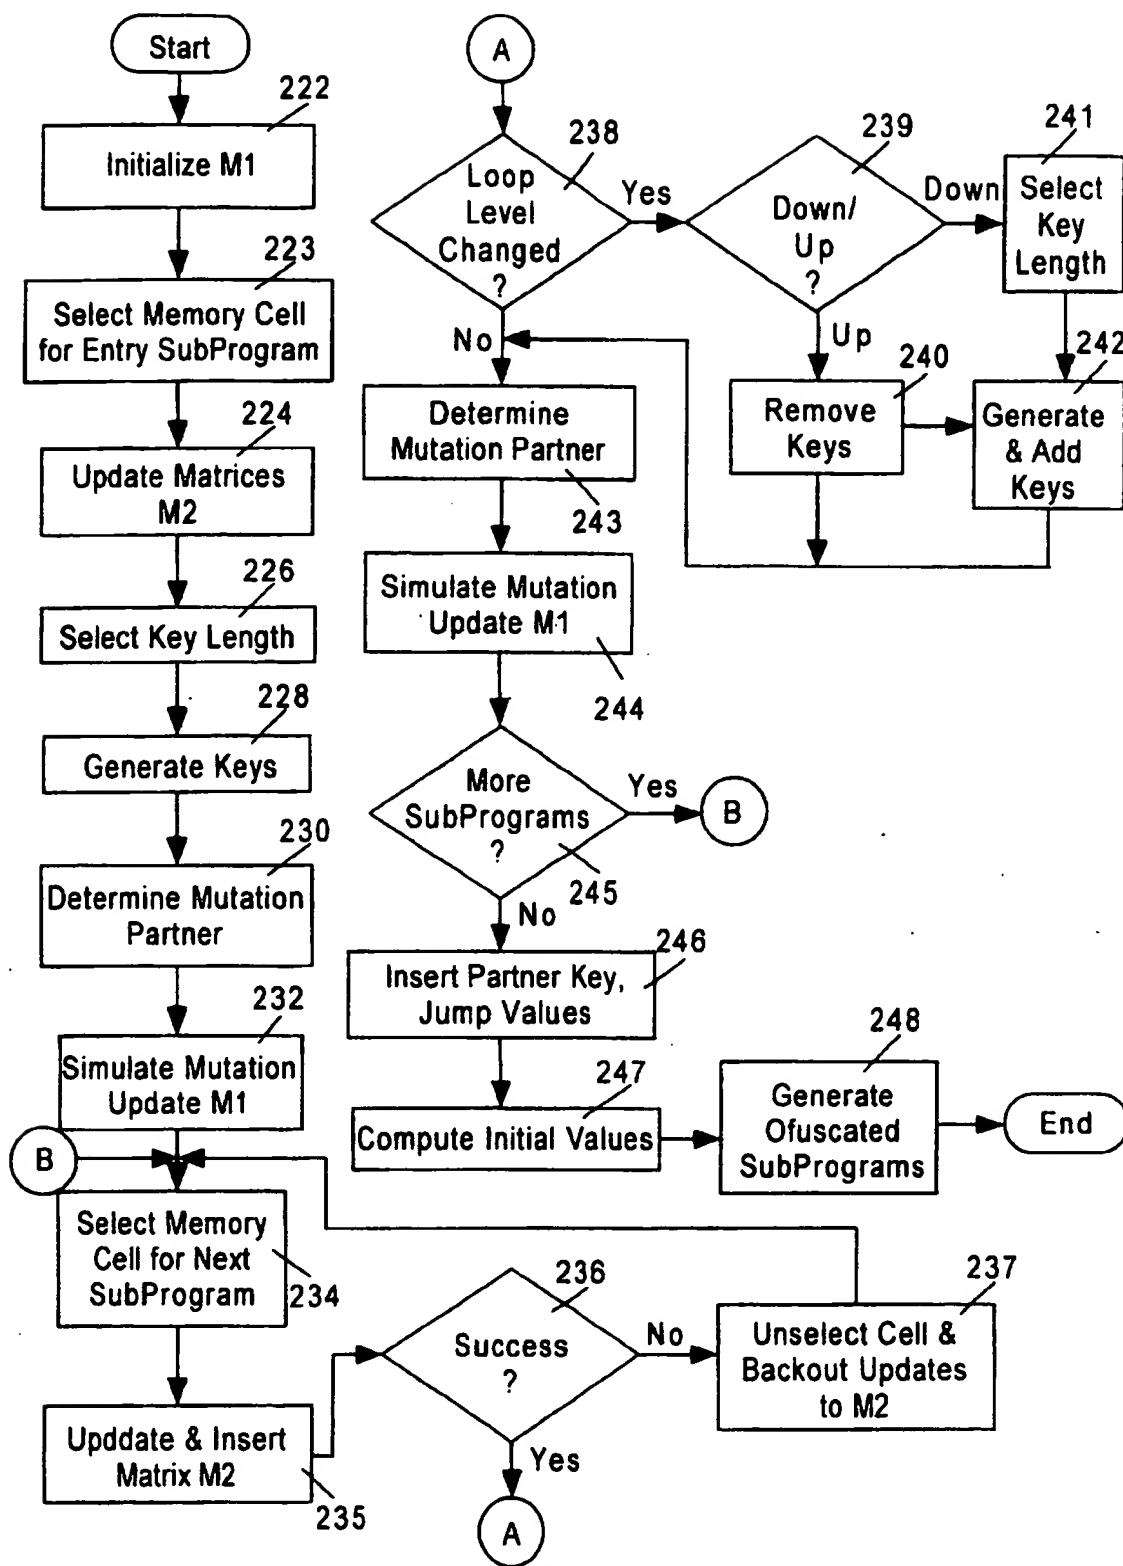 Start
222
Initialize M1
223
Select Memory Cell
for Entry SubProgram
224
Update Matrices
M2
226
Select Key Length
228
Generate Keys
230
Determine Mutation
Partner
232
Simulate Mutation
Update M1
B
Select Memory
Cell for Next
SubProgram
234
Upddate & Insert
Matrix M2
235
236
Success
?
No
Yes
A
237
Unselect Cell &
Backout Updates
to M2
A
238
Loop
Level
Changed
?
Yes
No
239
Down/
Up
?
Down
Up
241
Select
Key
Length
240
Remove
Keys
242
Generate
& Add
Keys
Determine
Mutation Partner
243
Simulate Mutation
Update M1
244
More
SubPrograms
?
245
Yes
B
No
246
Insert Partner Key,
Jump Values
247
Compute Initial Values
248
Generate
Ofuscated
SubPrograms
End